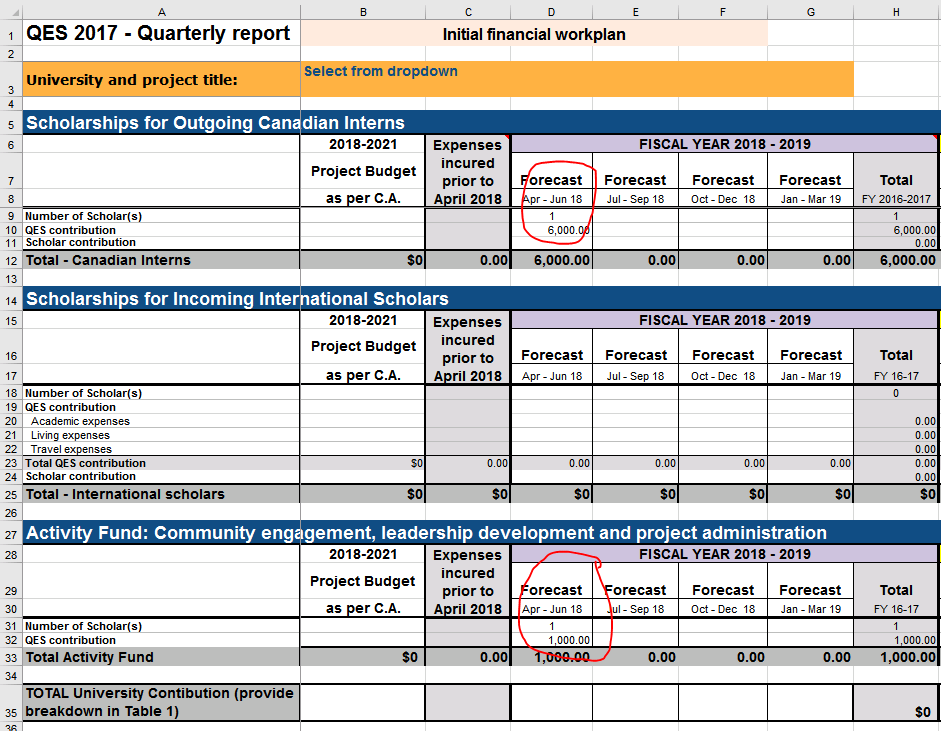 A B C D E F G H
1 QES 2017 - Quarterly report Initial financial workplan
2
3 University and project title: Select from dropdown
4
5 Scholarships for Outgoing Canadian Interns
6 2018-2021 Expenses FISCAL YEAR 2018 - 2019
7 Project Budget incured prior to Forecast Forecast Forecast Forecast Total
8 as per C.A. April 2018 Apr - Jun 18 Jul - Sep 18 Oct - Dec 18 Jan - Mar 19 FY 2016-2017
9 Number of Scholar(s) 1 1
10 QES contribution 6,000.00 6,000.00
11 Scholar contribution 0.00
12 Total - Canadian Interns $0 0.00 6,000.00 0.00 0.00 0.00 6,000.00
13
14 Scholarships for Incoming International Scholars
15 2018-2021 Expenses FISCAL YEAR 2018 - 2019
16 Project Budget incured prior to Forecast Forecast Forecast Forecast Total
17 as per C.A. April 2018 Apr - Jun 18 Jul - Sep 18 Oct - Dec 18 Jan - Mar 19 FY 16-17
18 Number of Scholar(s) 0
19 QES contribution
20 Academic expenses 0.00
21 Living expenses 0.00
22 Travel expenses 0.00
23 Total QES contribution $0 0.00 0.00 0.00 0.00 0.00 0.00
24 Scholar contribution 0.00
25 Total - International scholars $0 $0 $0 $0 $0 $0 $0
26
27 Activity Fund: Community engagement, leadership development and project administration
28 2018-2021 Expenses FISCAL YEAR 2018 - 2019
29 Project Budget incured prior to Forecast Forecast Forecast Forecast Total
30 as per C.A. April 2018 Apr - Jun 18 Jul - Sep 18 Oct - Dec 18 Jan - Mar 19 FY 16-17
31 Number of Scholar(s) 1 1
32 QES contribution 1,000.00 1,000.00
33 Total Activity Fund $0 0.00 1,000.00 0.00 0.00 0.00 1,000.00
34
TOTAL University Contibution (provide
35 breakdown in Table 1) $0
36